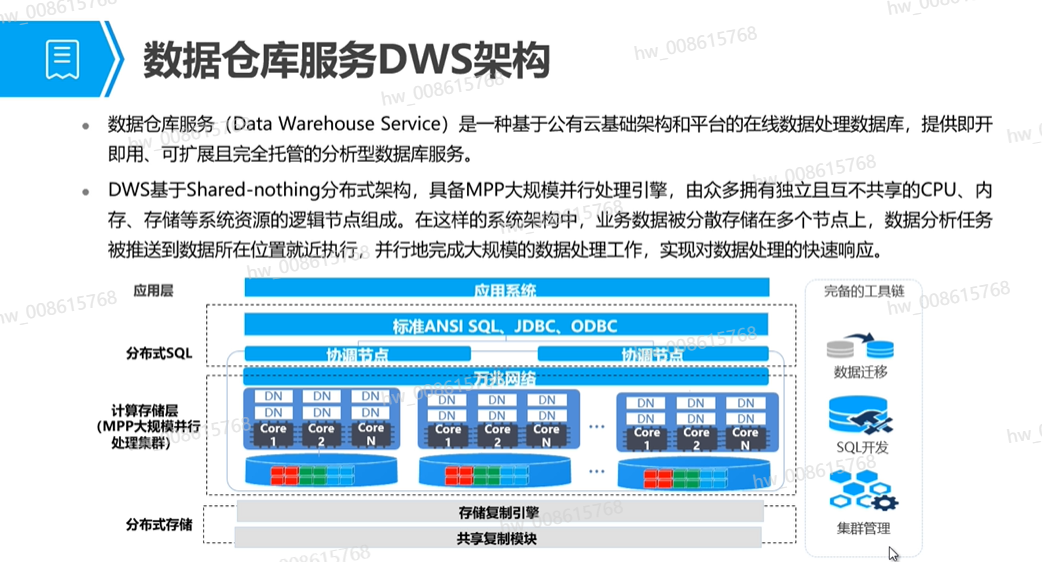 数据仓库服务DWS架构
数据仓库服务（Data Warehouse Service）是一种基于公有云基础架构和平台的在线数据处理数据库，提供即开
即用、可扩展且完全托管的分析型数据库服务。
DWS基于Shared-nothing分布式架构，具备MPP大规模并行处理引擎，由众多拥有独立且互不共享的CPU、内
存、存储等系统资源的逻辑节点组成。在这样的系统架构中，业务数据被分散存储在多个节点上，数据分析任务
被推送到数据所在位置就近执行，并行地完成大规模的数据处理工作，实现对数据处理的快速响应。
应用层
应用系统
标准ANSI SQL、JDBC、ODBC
分布式SQL
协调节点 协调节点
万兆网络
计算存储层
（MPP大规模并行
处理集群）
DN DN DN DN DN DN DN DN DN
DN DN DN DN DN DN DN DN DN
Core Core Core Core Core Core Core Core Core
1 2 N 1 2 N 1 2 N
...
...
分布式存储
存储复制引擎
共享复制模块
完备的工具链
数据迁移
SQL开发
集群管理
hw_008615768
hw_008615768
hw_008615768
hw_008615768
hw_008615768
hw_008615768
hw_008615768
hw_008615768
hw_008615768
hw_008615768